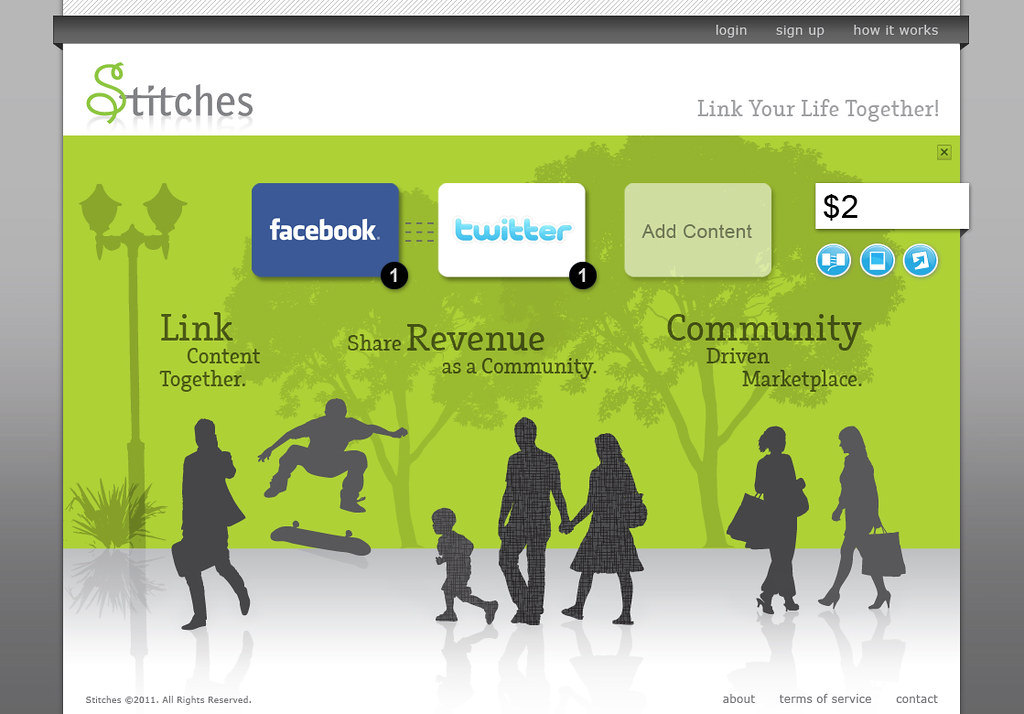 login sign up how it works
Stitches
Link Your Life Together!
facebook.
twitter
Add Content
$2
1
1
Link
Content
Together.
Share Revenue
as a Community.
Community
Driven
Marketplace.
Stitches ©2011. All Rights Reserved.
about terms of service contact